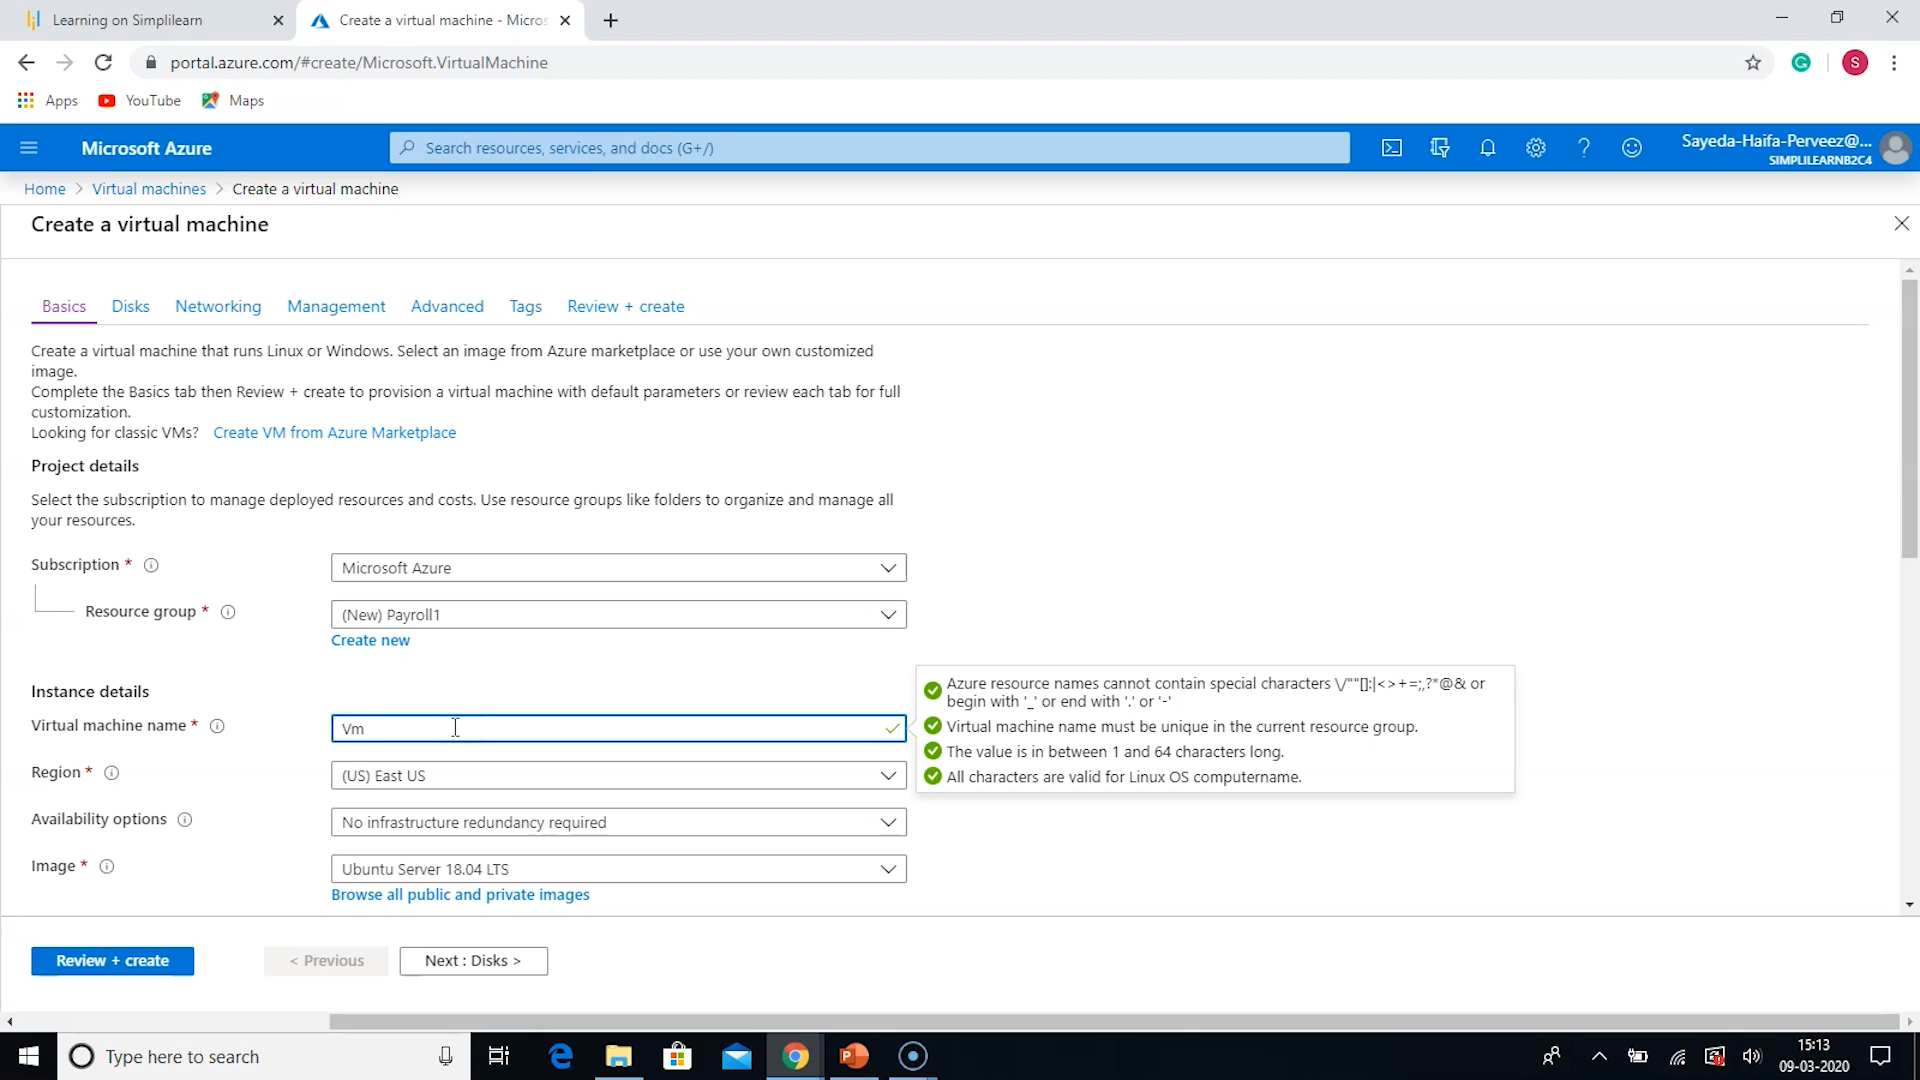 Learning on Simplilearn
Create a virtual machine - Micros
portal.azure.com/#create/Microsoft.VirtualMachine
S
Apps
YouTube
Maps
Microsoft Azure
Search resources, services, and docs (G+/)
Sayeda-Haifa-Perveez@...
SIMPLILEARNB2C4
Home > Virtual machines > Create a virtual machine
Create a virtual machine
Basics Disks Networking Management Advanced Tags Review + create
Create a virtual machine that runs Linux or Windows. Select an image from Azure marketplace or use your own customized
image.
Complete the Basics tab then Review + create to provision a virtual machine with default parameters or review each tab for full
customization.
Looking for classic VMs? Create VM from Azure Marketplace
Project details
Select the subscription to manage deployed resources and costs. Use resource groups like folders to organize and manage all
your resources.
Subscription *
Microsoft Azure
Resource group *
(New) Payroll1
Create new
Instance details
Virtual machine name *
Vm
Azure resource names cannot contain special characters \/""[]:|<>+=;,?*@& or
begin with '_' or end with '.' or '-'
Virtual machine name must be unique in the current resource group.
The value is in between 1 and 64 characters long.
All characters are valid for Linux OS computername.
Region *
(US) East US
Availability options
No infrastructure redundancy required
Image *
Ubuntu Server 18.04 LTS
Browse all public and private images
Review + create
< Previous
Next : Disks >
Type here to search
15:13
09-03-2020